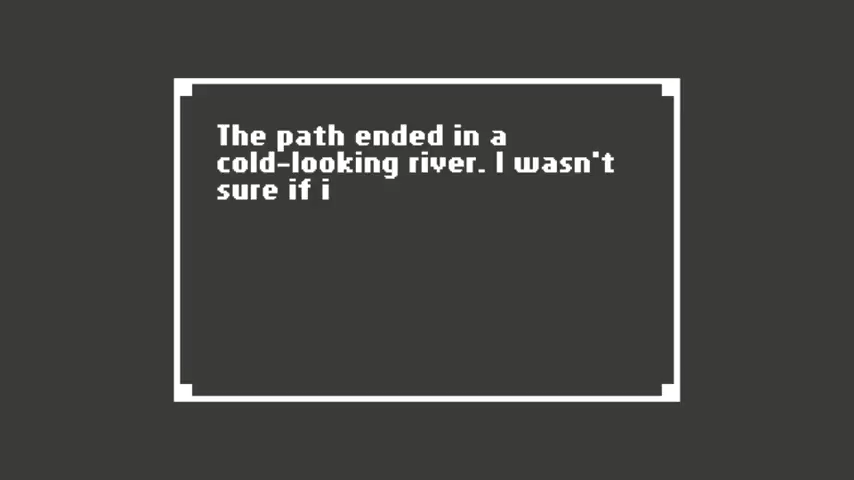 The path ended in a
cold-looking river. I wasn't
sure if i